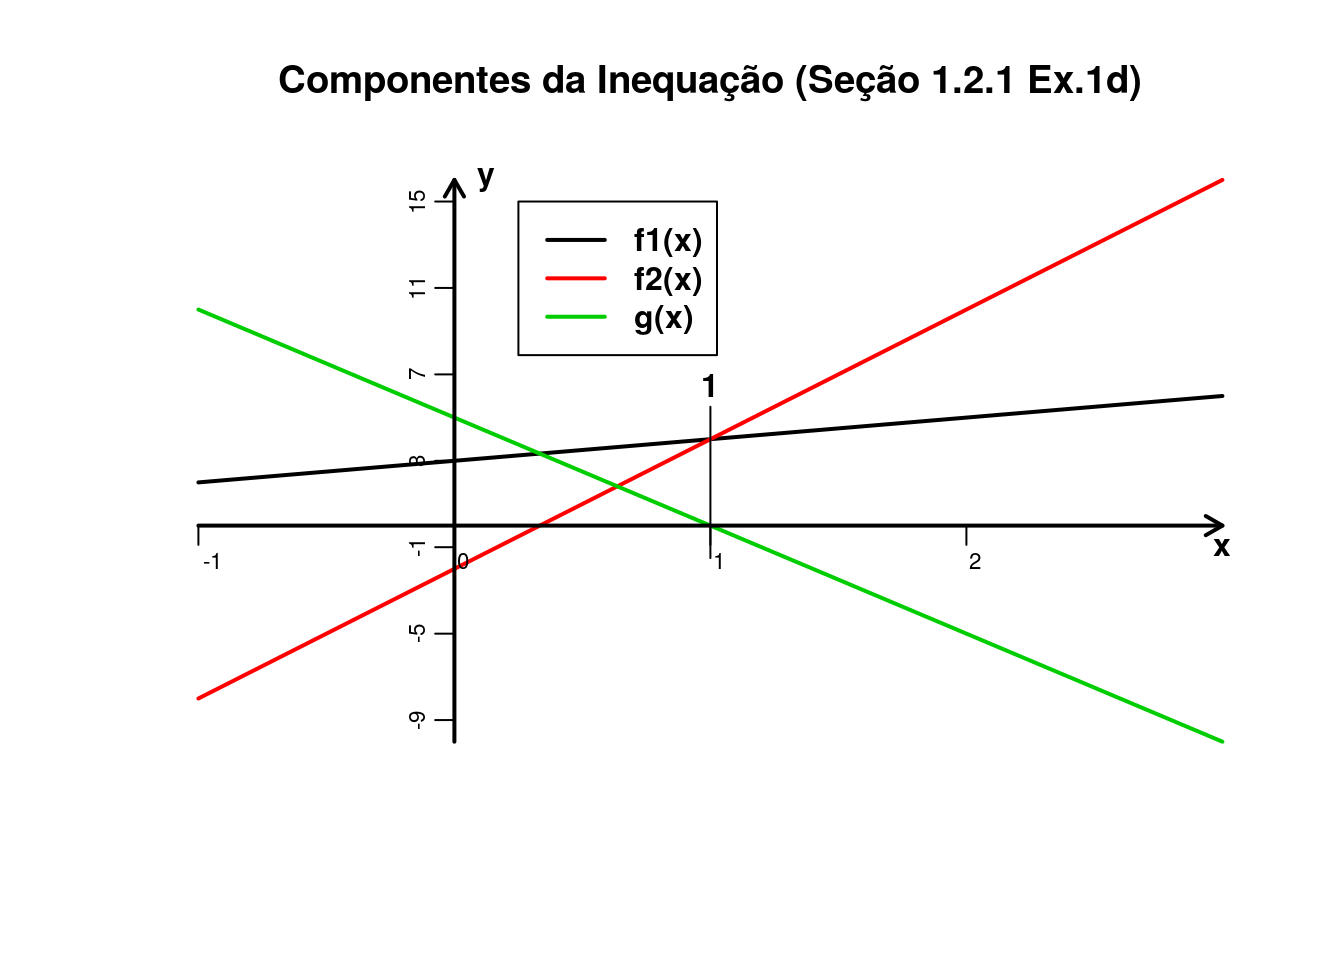 Componentes da Inequação (Seção 1.2.1 Ex.1d)
y
15
f1(x)
11
f2(x)
g(x)
7
1
3
x
-1
-1 0 1 2
-5
-9